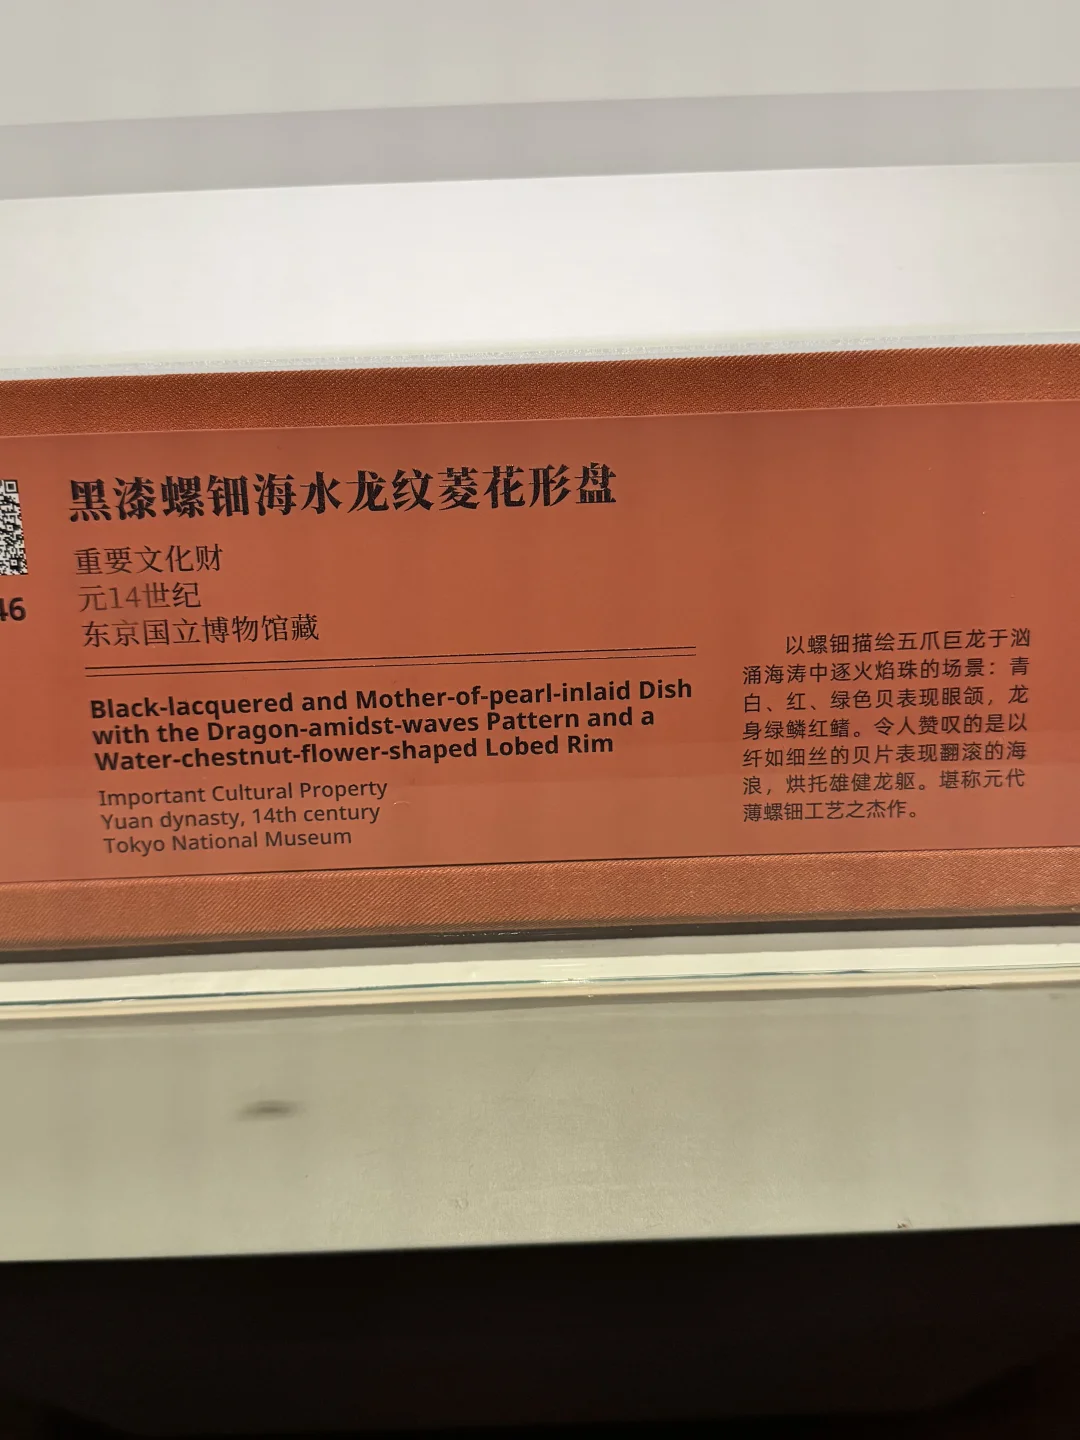 46
黑漆螺钿海水龙纹菱花形盘
重要文化财
元14世纪
东京国立博物馆藏
Black-lacquered and Mother-of-pearl-inlaid Dish
with the Dragon-amidst-waves Pattern and a
Water-chestnut-flower-shaped Lobed Rim
Important Cultural Property
Yuan dynasty, 14th century
Tokyo National Museum
以螺钿描绘五爪巨龙于汹
涌海涛中逐火焰珠的场景：青
白、红、绿色贝表现眼颌，龙
身绿鳞红鳍。令人赞叹的是以
纤如细丝的贝片表现翻滚的海
浪，烘托雄健龙躯。堪称元代
薄螺钿工艺之杰作。